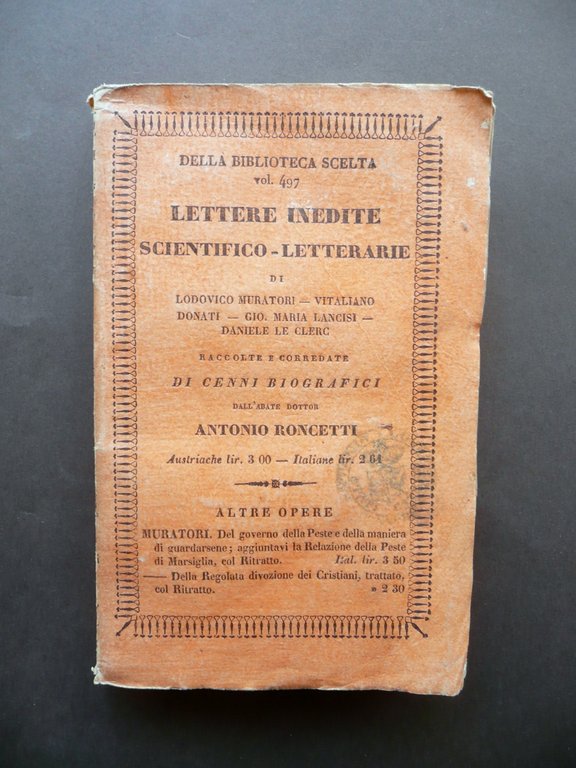 DELLA BIBLIOTECA SCELTA
vol. 497
LETTERE INEDITE
SCIENTIFICO-LETTERARIE
DI
LODOVICO MURATORI — VITALIANO
DONATI — GIO. MARIA LANCISI —
DANIELE LE CLERC
RACCOLTE E CORREDATE
DI CENNI BIOGRAFICI
DALL'ABATE DOTTOR
ANTONIO RONCETTI
Austriache lir. 3 00 — Italiane lir. 2 61
ALTRE OPERE
MURATORI. Del governo della Peste e della maniera
di guardarsene; aggiuntavi la Relazione della Peste
di Marsiglia, col Ritratto. Ital. lir. 3 50
—— Della Regolata divozione dei Cristiani, trattato,
col Ritratto. » 2 30